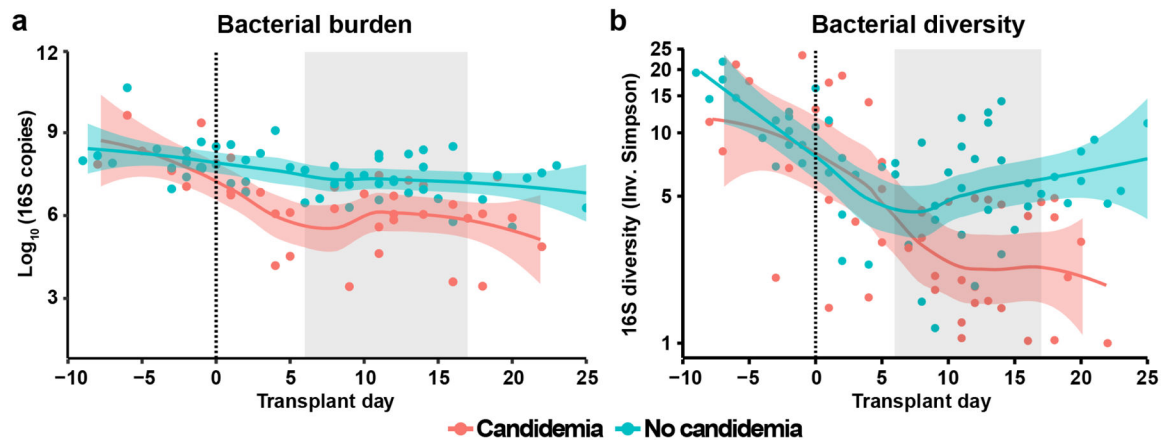 a Bacterial burden
Log10 (16S copies)
12
9
6
3
−10 −5 0 5 10 15 20 25
Transplant day
b Bacterial diversity
16S diversity (Inv. Simpson)
25
20
15
10
5
1
−10 −5 0 5 10 15 20 25
Transplant day
Candidemia No candidemia